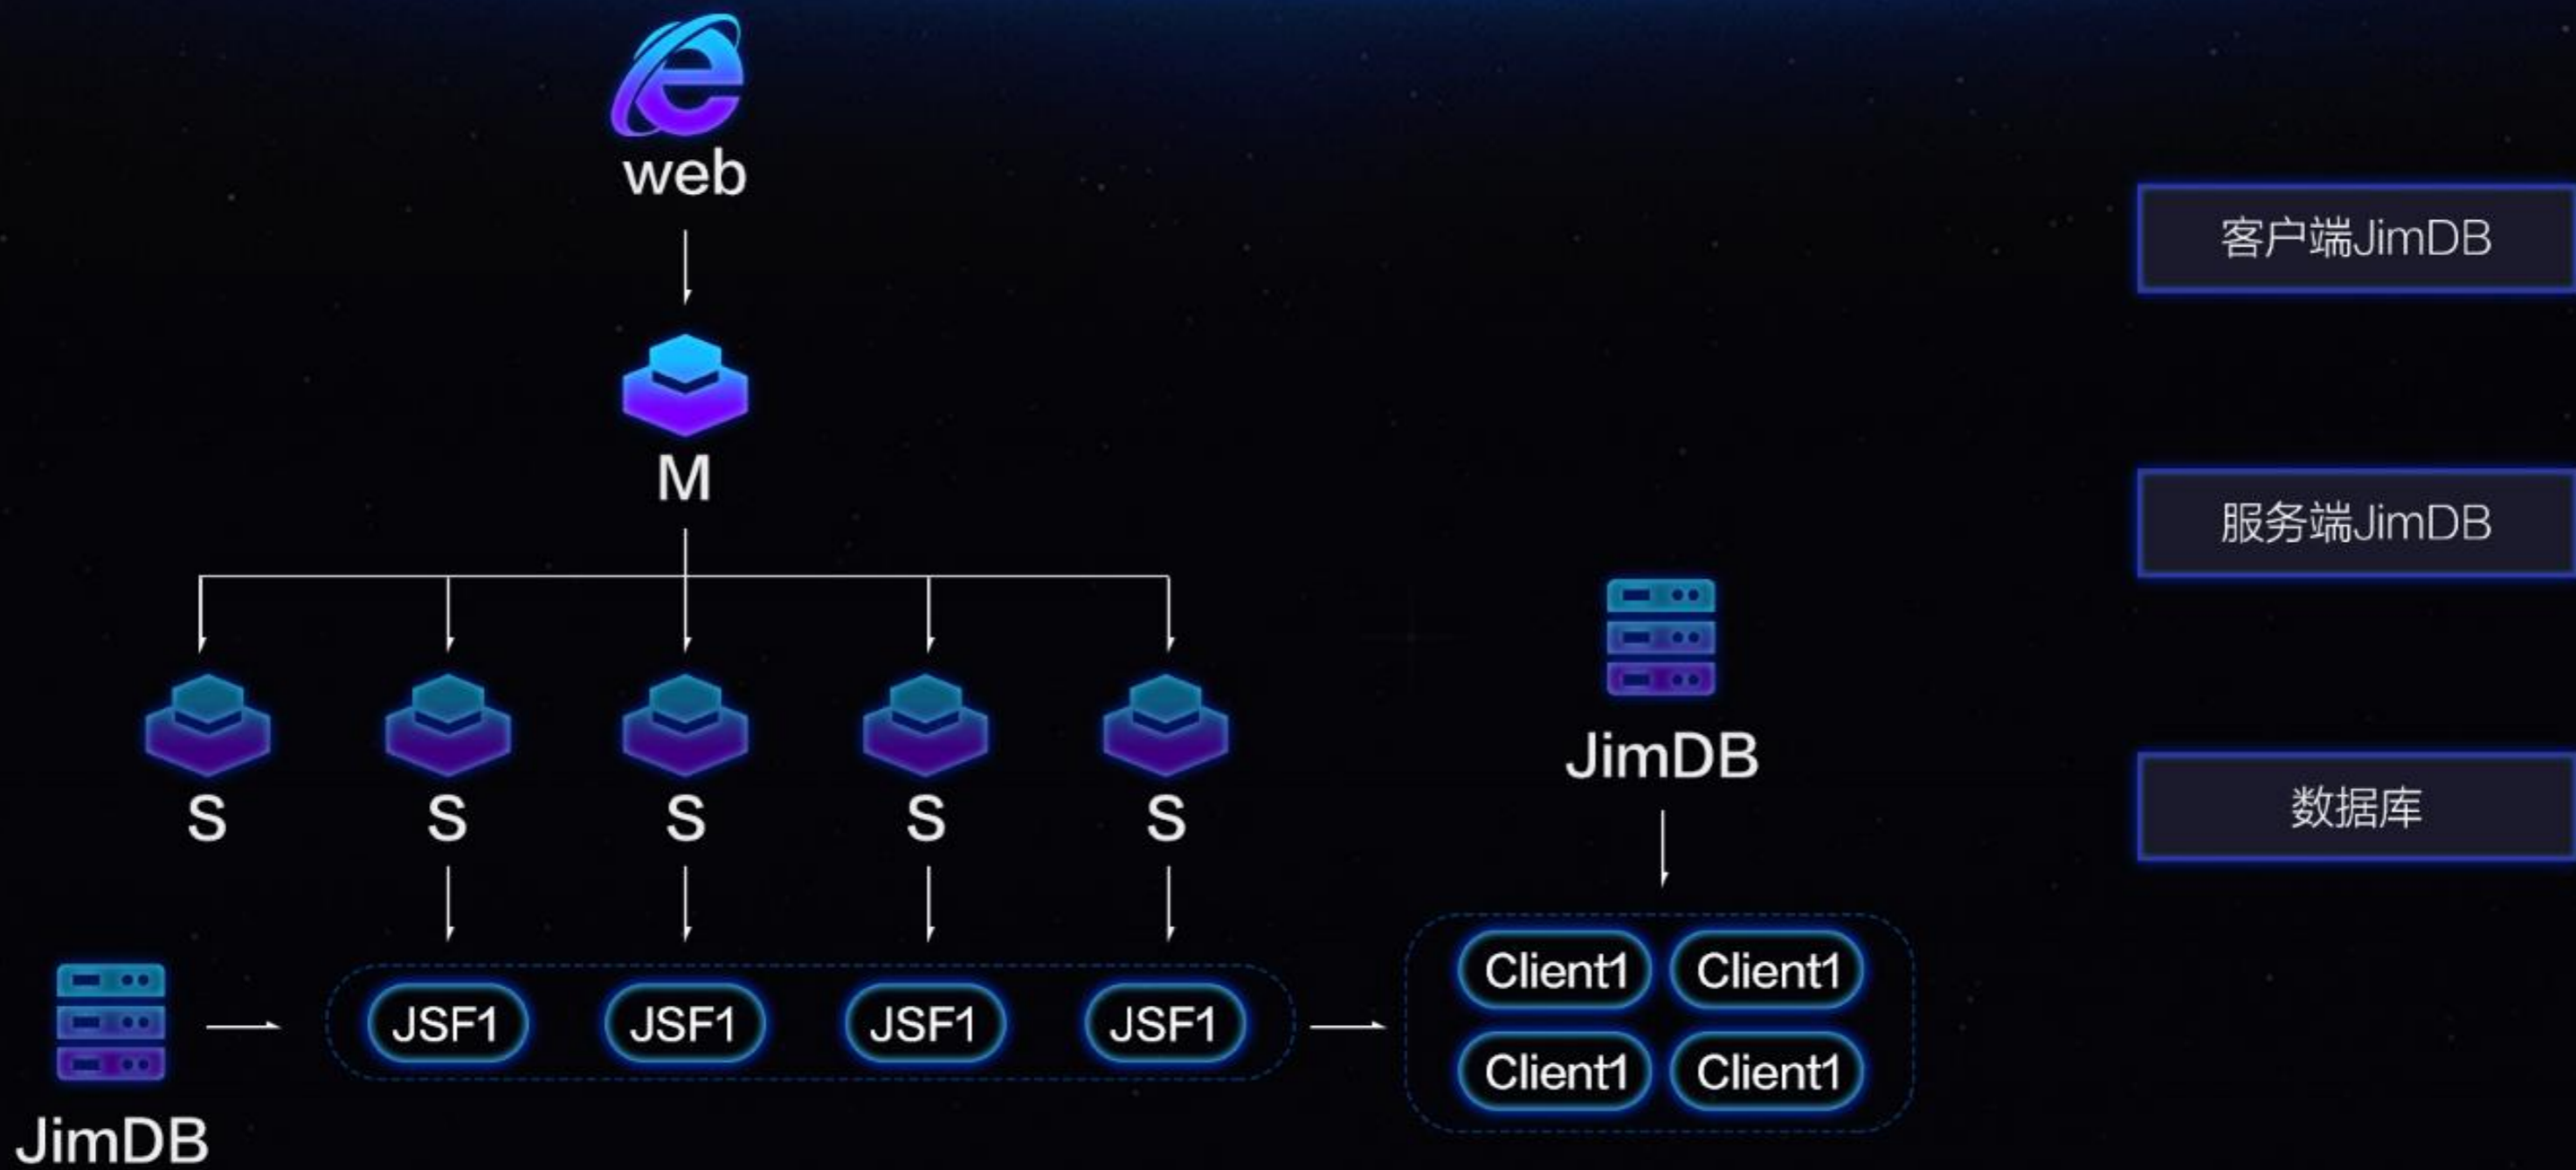 web
M
S S S S S
JimDB
JSF1 JSF1 JSF1 JSF1
JimDB
Client1 Client1
Client1 Client1
客户端JimDB
服务端JimDB
数据库